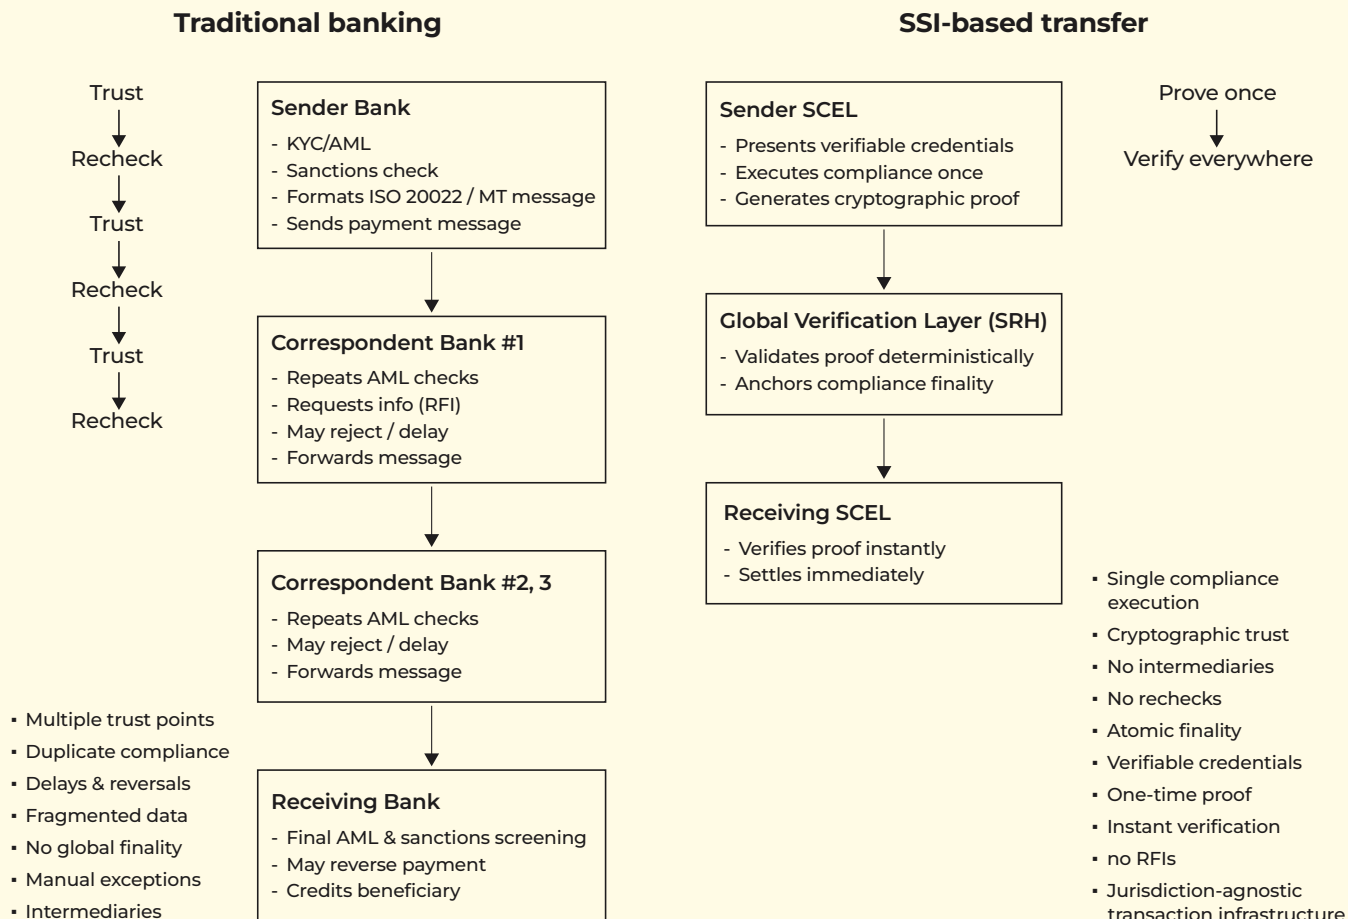 Traditional banking
Trust
Recheck
Trust
Recheck
Trust
Recheck
Sender Bank
- KYC/AML
- Sanctions check
- Formats ISO 20022 / MT message
- Sends payment message
Correspondent Bank #1
- Repeats AML checks
- Requests info (RFI)
- May reject / delay
- Forwards message
Correspondent Bank #2, 3
- Repeats AML checks
- May reject / delay
- Forwards message
Receiving Bank
- Final AML & sanctions screening
- May reverse payment
- Credits beneficiary
▪ Multiple trust points
▪ Duplicate compliance
▪ Delays & reversals
▪ Fragmented data
▪ No global finality
▪ Manual exceptions
▪ Intermediaries
SSI-based transfer
Sender SCEL
- Presents verifiable credentials
- Executes compliance once
- Generates cryptographic proof
Global Verification Layer (SRH)
- Validates proof deterministically
- Anchors compliance finality
Receiving SCEL
- Verifies proof instantly
- Settles immediately
Prove once
Verify everywhere
▪ Single compliance
execution
▪ Cryptographic trust
▪ No intermediaries
▪ No rechecks
▪ Atomic finality
▪ Verifiable credentials
▪ One-time proof
▪ Instant verification
▪ no RFIs
▪ Jurisdiction-agnostic
transaction infrastructure